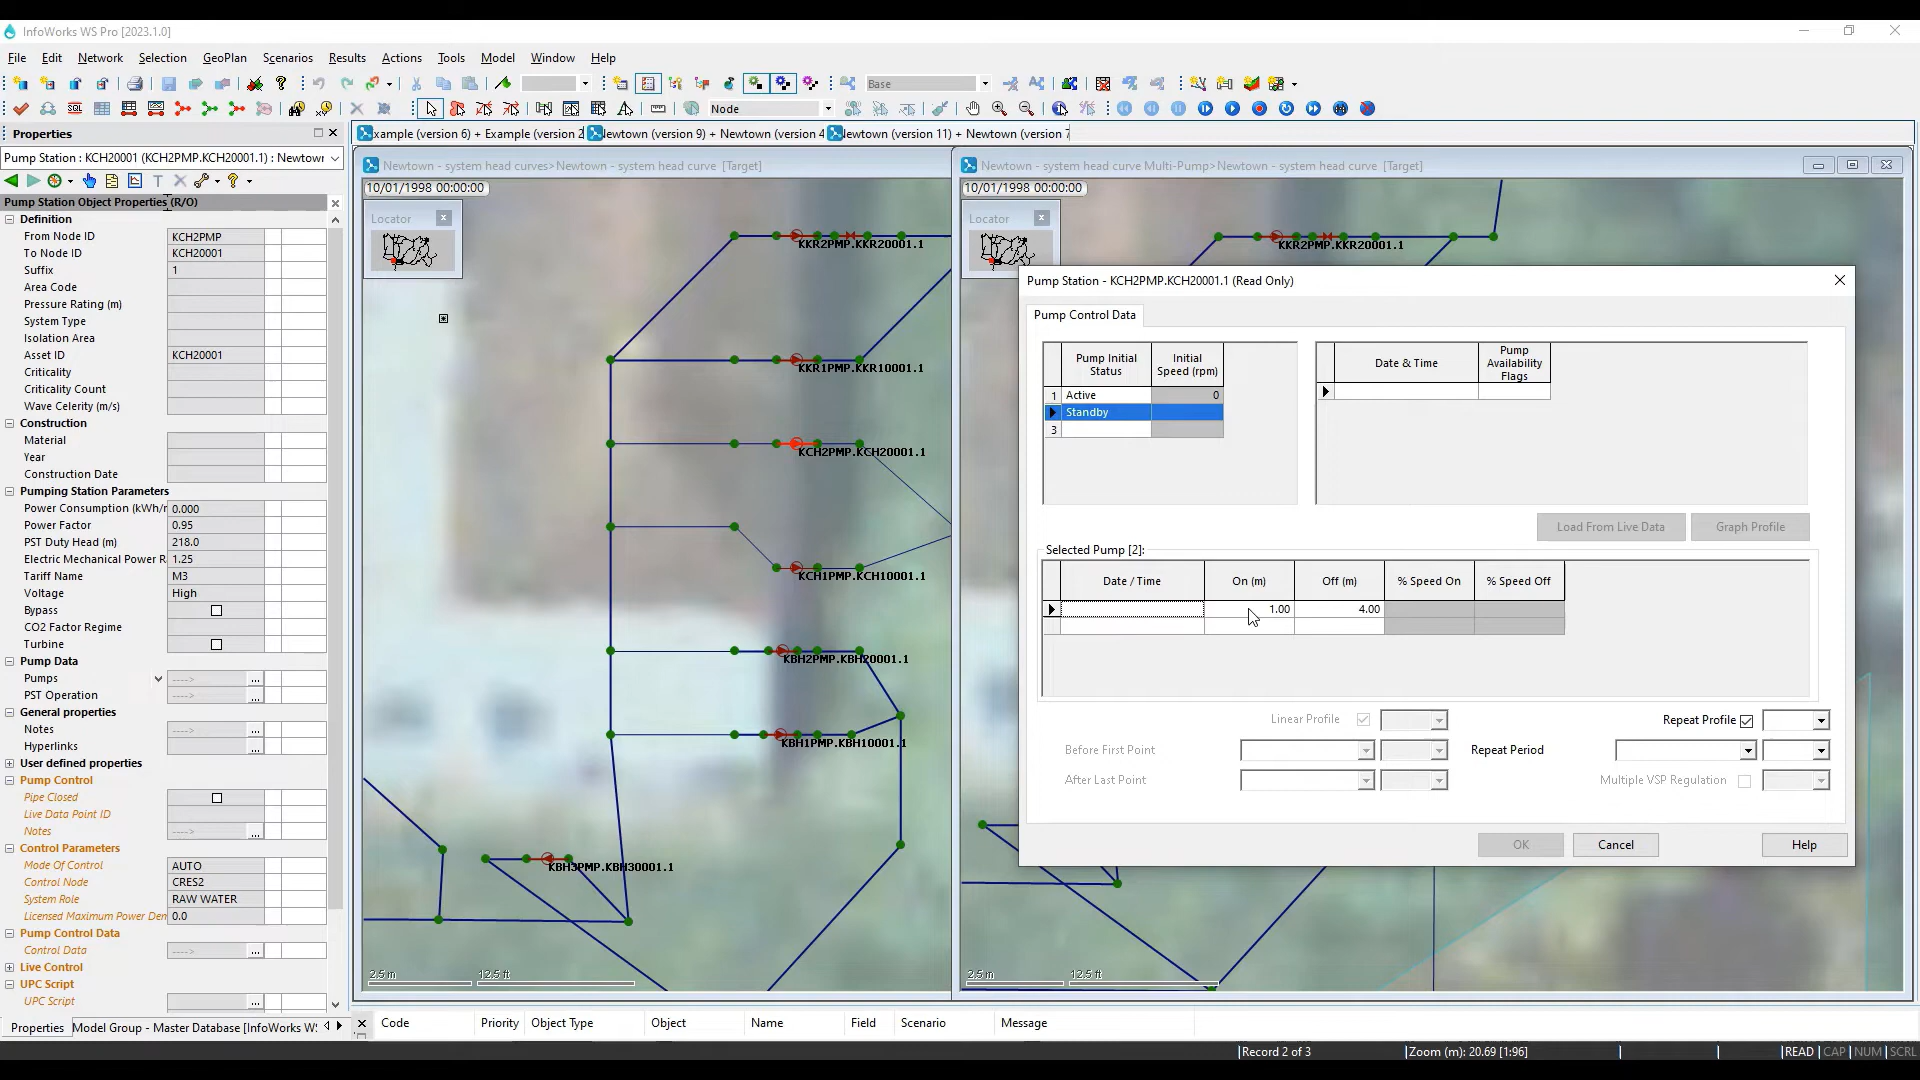 InfoWorks WS Pro [2023.1.0]
File Edit Network Selection GeoPlan Scenarios Results Actions Tools Model Window Help
Base
Node
Properties
xample (version 6) + Example (version 2
Newtown (version 9) + Newtown (version 4
Newtown (version 11) + Newtown (version 7
Pump Station : KCH20001 (KCH2PMP.KCH20001.1) : Newtown
Pump Station Object Properties (R/O)
Definition
From Node ID KCH2PMP
To Node ID KCH20001
Suffix 1
Area Code
Pressure Rating (m)
System Type
Isolation Area
Asset ID KCH20001
Criticality
Criticality Count
Wave Celerity (m/s)
Construction
Material
Year
Construction Date
Pumping Station Parameters
Power Consumption (kWh/r 0.000
Power Factor 0.95
PST Duty Head (m) 218.0
Electric Mechanical Power R 1.25
Tariff Name M3
Voltage High
Bypass
CO2 Factor Regime
Turbine
Pump Data
Pumps ----> ...
PST Operation ----> ...
General properties
Notes ----> ...
Hyperlinks ...
User defined properties
Pump Control
Pipe Closed
Live Data Point ID
Notes ----> ...
Control Parameters
Mode Of Control AUTO
Control Node CRES2
System Role RAW WATER
Licensed Maximum Power Den 0.0
Pump Control Data
Control Data ----> ...
Live Control
UPC Script
UPC Script ...
Properties Model Group - Master Database [InfoWorks WS
Newtown - system head curves>Newtown - system head curve [Target]
10/01/1998 00:00:00
Locator
KKR2PMP.KKR20001.1
KKR1PMP.KKR10001.1
KCH2PMP.KCH20001.1
KCH1PMP.KCH10001.1
KBH2PMP.KBH20001.1
KBH1PMP.KBH10001.1
KBH3PMP.KBH30001.1
2.5 m 12.5 ft
Newtown - system head curve Multi-Pump>Newtown - system head curve [Target]
10/01/1998 00:00:00
Locator
KKR2PMP.KKR20001.1
2.5 m 12.5 ft
Pump Station - KCH2PMP.KCH20001.1 (Read Only)
Pump Control Data
Pump Initial Status Initial Speed (rpm)
1 Active 0
Standby
3
Date & Time Pump Availability Flags
Load From Live Data Graph Profile
Selected Pump [2]:
Date / Time On (m) Off (m) % Speed On % Speed Off
1.00 4.00
Linear Profile Repeat Profile
Before First Point Repeat Period
After Last Point Multiple VSP Regulation
OK Cancel Help
Code Priority Object Type Object Name Field Scenario Message
Record 2 of 3 Zoom (m): 20.69 [1:96] READ CAP NUM SCRL